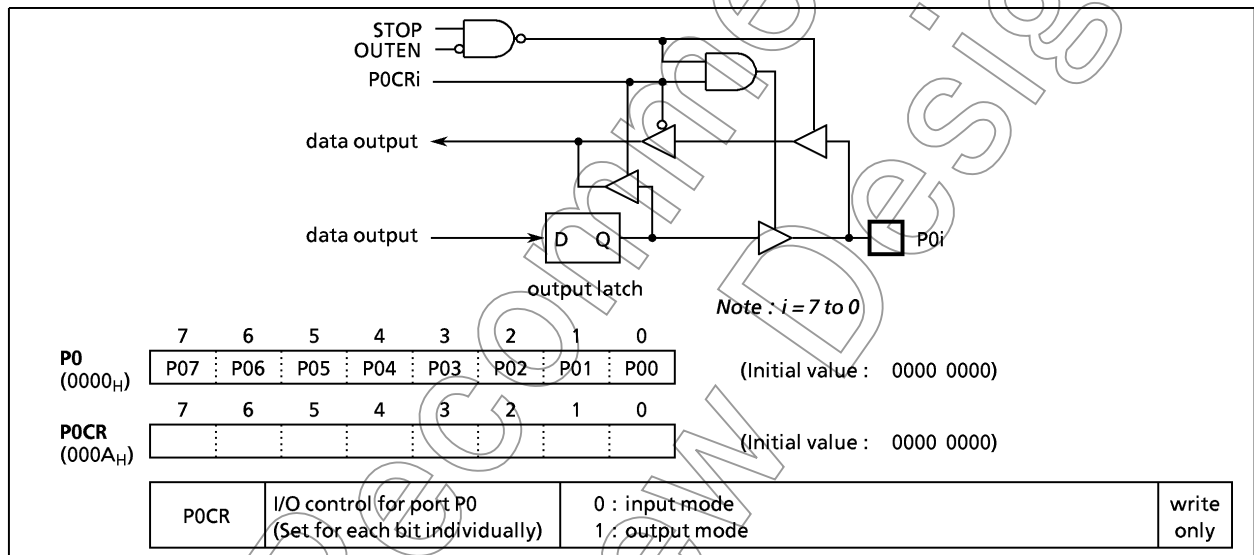 STOP
OUTEN
P0CRi
data output
data output
D Q
P0i
output latch
Note : i = 7 to 0
7 6 5 4 3 2 1 0
P0
(0000H)
P07 P06 P05 P04 P03 P02 P01 P00
(Initial value : 0000 0000)
7 6 5 4 3 2 1 0
P0CR
(000AH)
(Initial value : 0000 0000)
P0CR
I/O control for port P0
(Set for each bit individually)
0 : input mode
1 : output mode
write
only